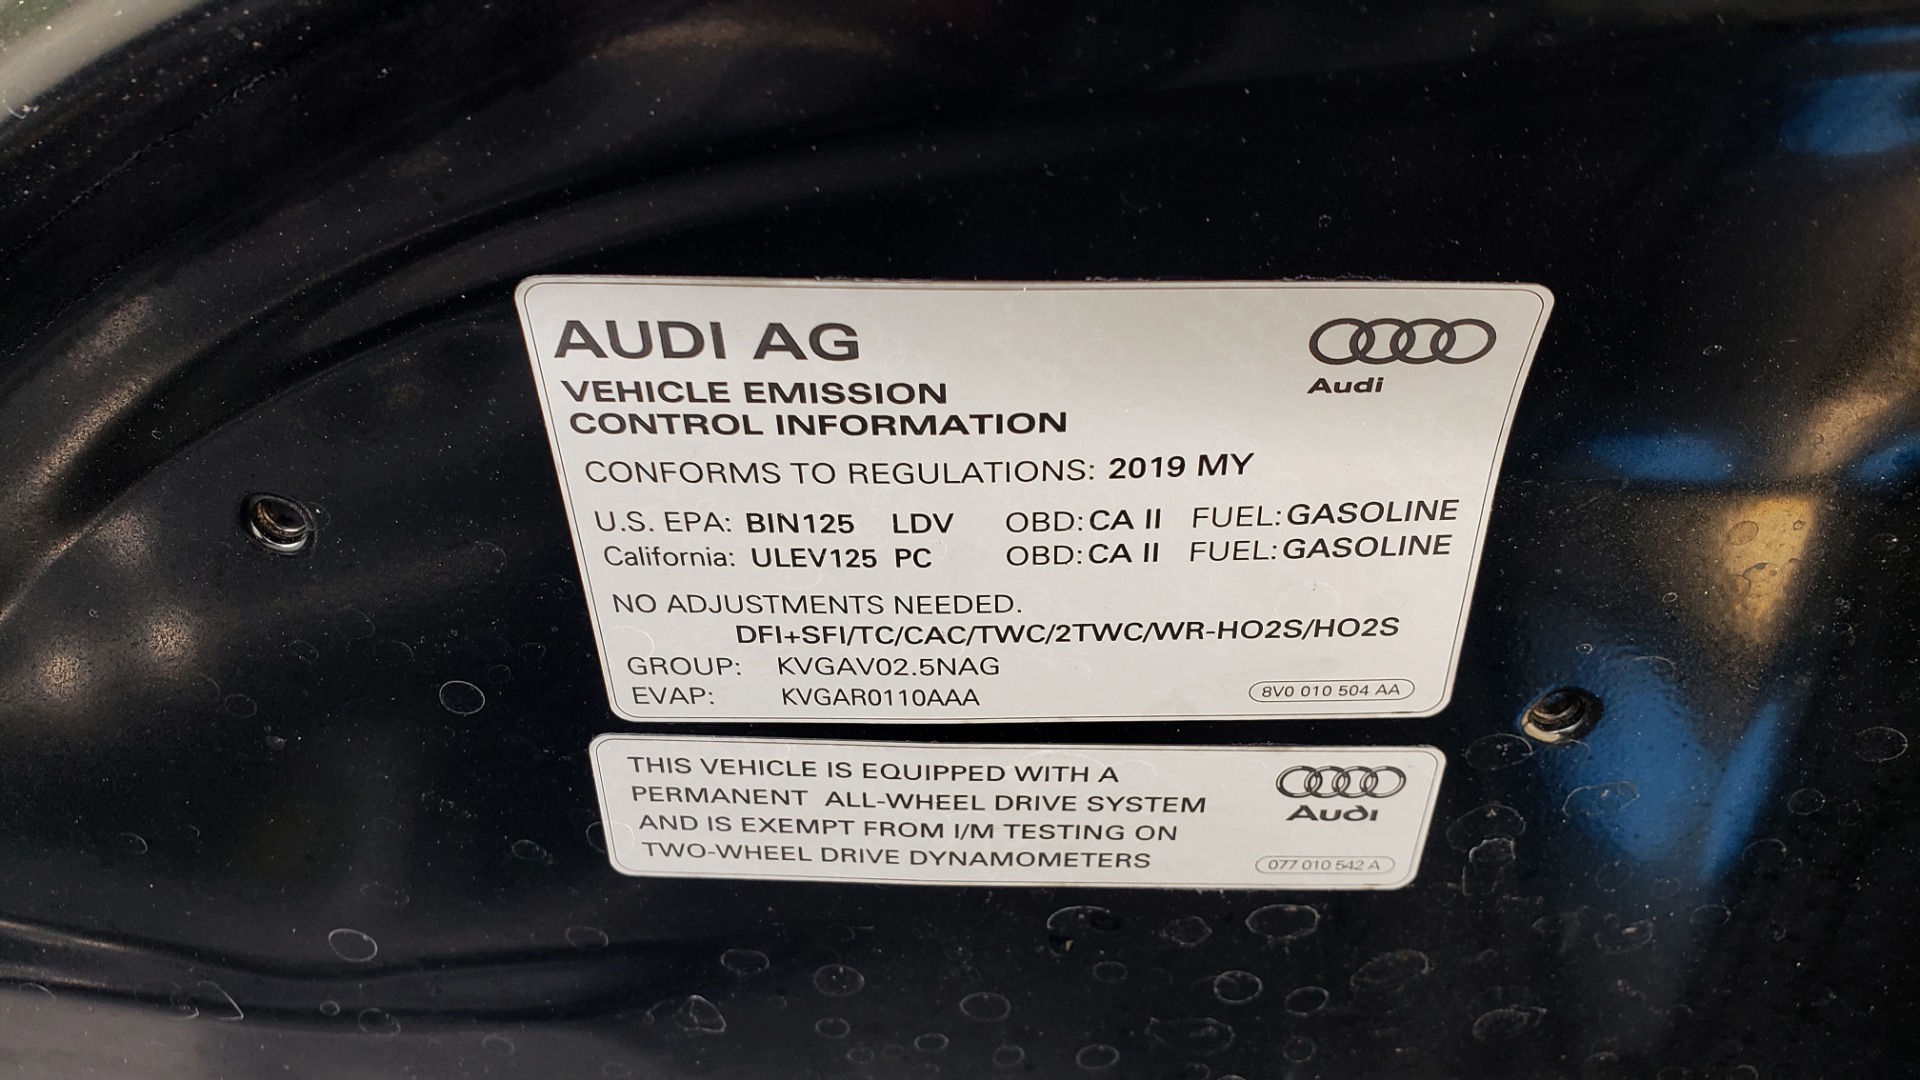 AUDI AG
Audi
VEHICLE EMISSION
CONTROL INFORMATION
CONFORMS TO REGULATIONS: 2019 MY
U.S. EPA: BIN125 LDV OBD: CA II FUEL: GASOLINE
California: ULEV125 PC OBD: CA II FUEL: GASOLINE
NO ADJUSTMENTS NEEDED.
DFI+SFI/TC/CAC/TWC/2TWC/WR-HO2S/HO2S
GROUP: KVGAV02.5NAG
EVAP: KVGAR0110AAA
8V0 010 504 AA
THIS VEHICLE IS EQUIPPED WITH A
PERMANENT ALL-WHEEL DRIVE SYSTEM
AND IS EXEMPT FROM I/M TESTING ON
TWO-WHEEL DRIVE DYNAMOMETERS
Audi
077 010 542 A